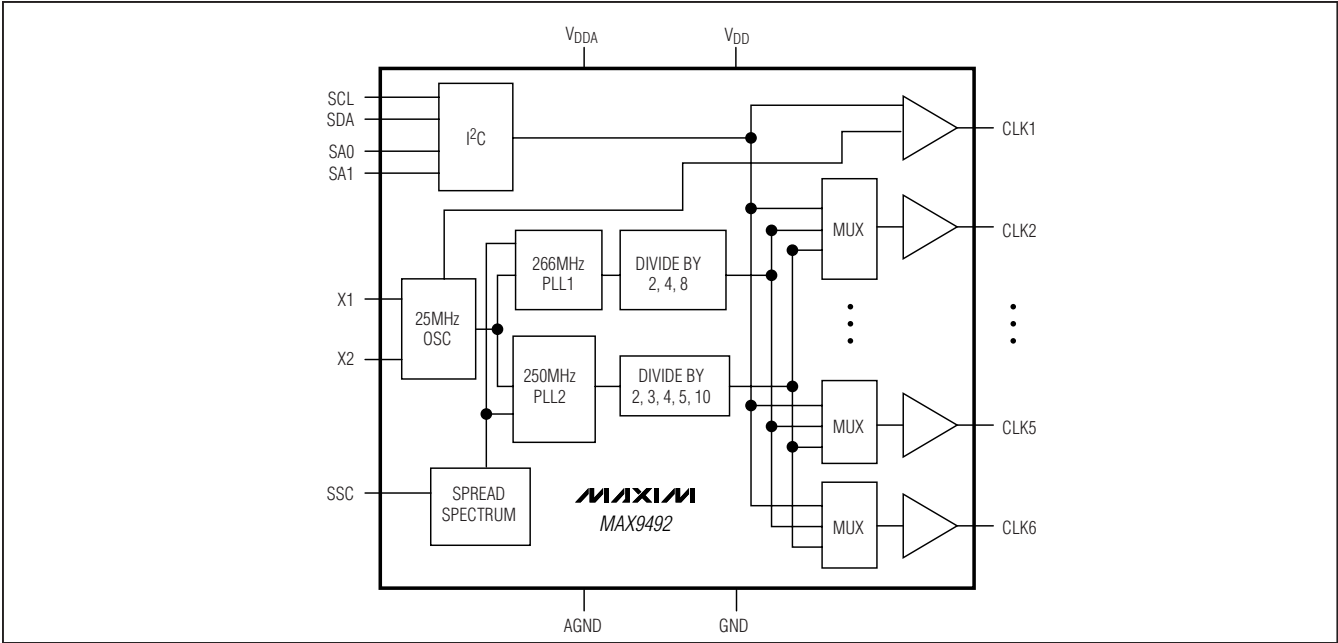 VDDA
VDD
SCL
SDA
SA0
SA1
I2C
CLK1
MUX
CLK2
266MHz
PLL1
DIVIDE BY
2, 4, 8
X1
X2
25MHz
OSC
250MHz
PLL2
DIVIDE BY
2, 3, 4, 5, 10
MUX
CLK5
SSC
SPREAD
SPECTRUM
MAXIM
MAX9492
MUX
CLK6
AGND
GND